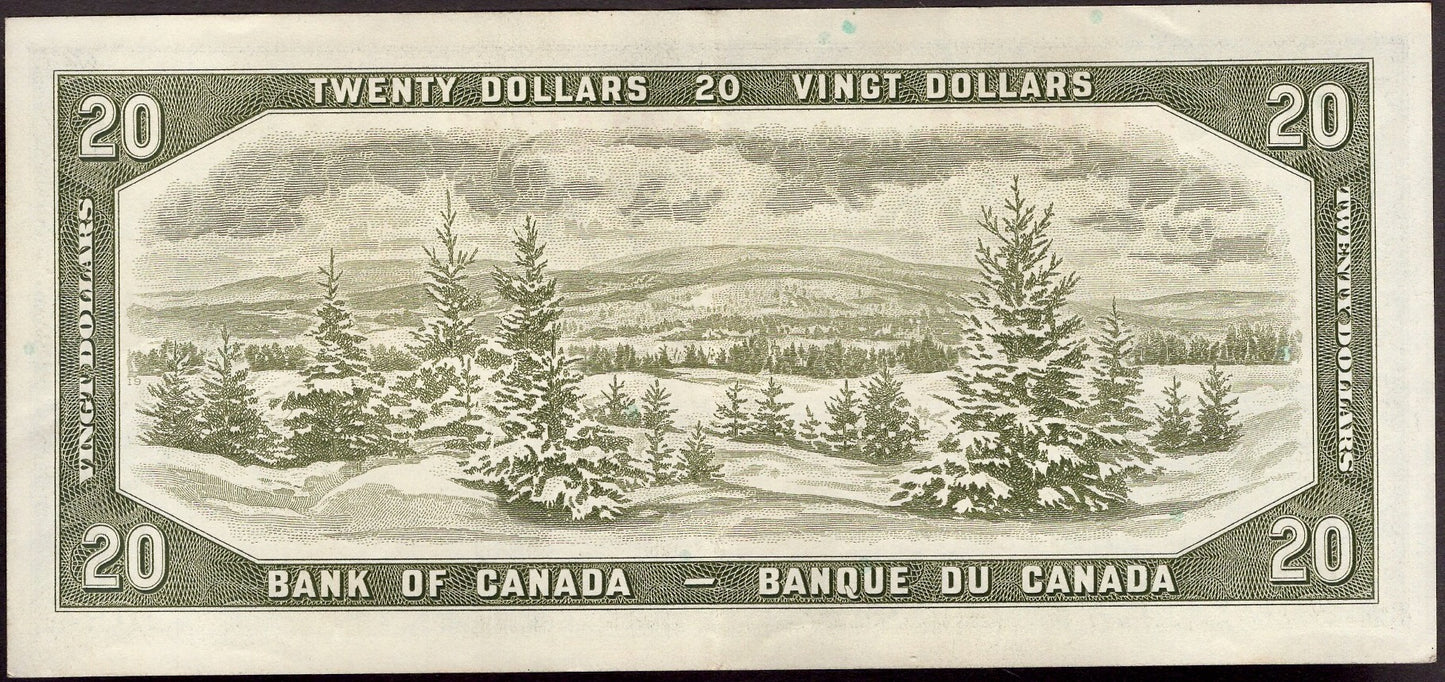 TWENTY DOLLARS 20 VINGT DOLLARS
20
20
VINGT DOLLARS
TWENTY DOLLARS
19
20
20
BANK OF CANADA — BANQUE DU CANADA